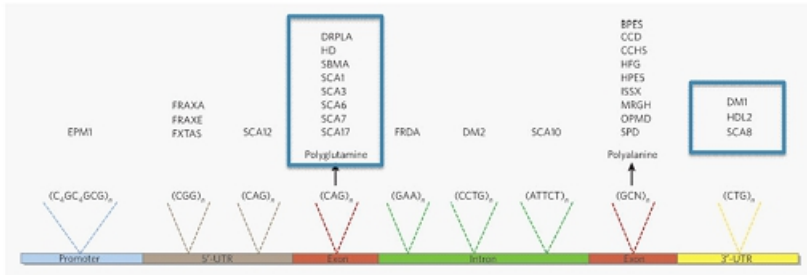 EPM1
FRAXA
FRAXE
FXTAS
SCA12
DRPLA
HD
SBMA
SCA1
SCA3
SCA6
SCA7
SCA17
Polyglutamine
FRDA
DM2
SCA10
BPES
CCD
CCHS
HFG
HPES
ISSX
MRGH
OPMD
SPD
Polyalanine
DM1
HDL2
SCA8
(C₄GC₄GCG)ₙ
(CGG)ₙ
(CAG)ₙ
(CAG)ₙ
(GAA)ₙ
(CCTG)ₙ
(ATTCT)ₙ
(GCN)ₙ
(CTG)ₙ
Promoter
5'-UTR
Exon
Intron
Exon
3'-UTR